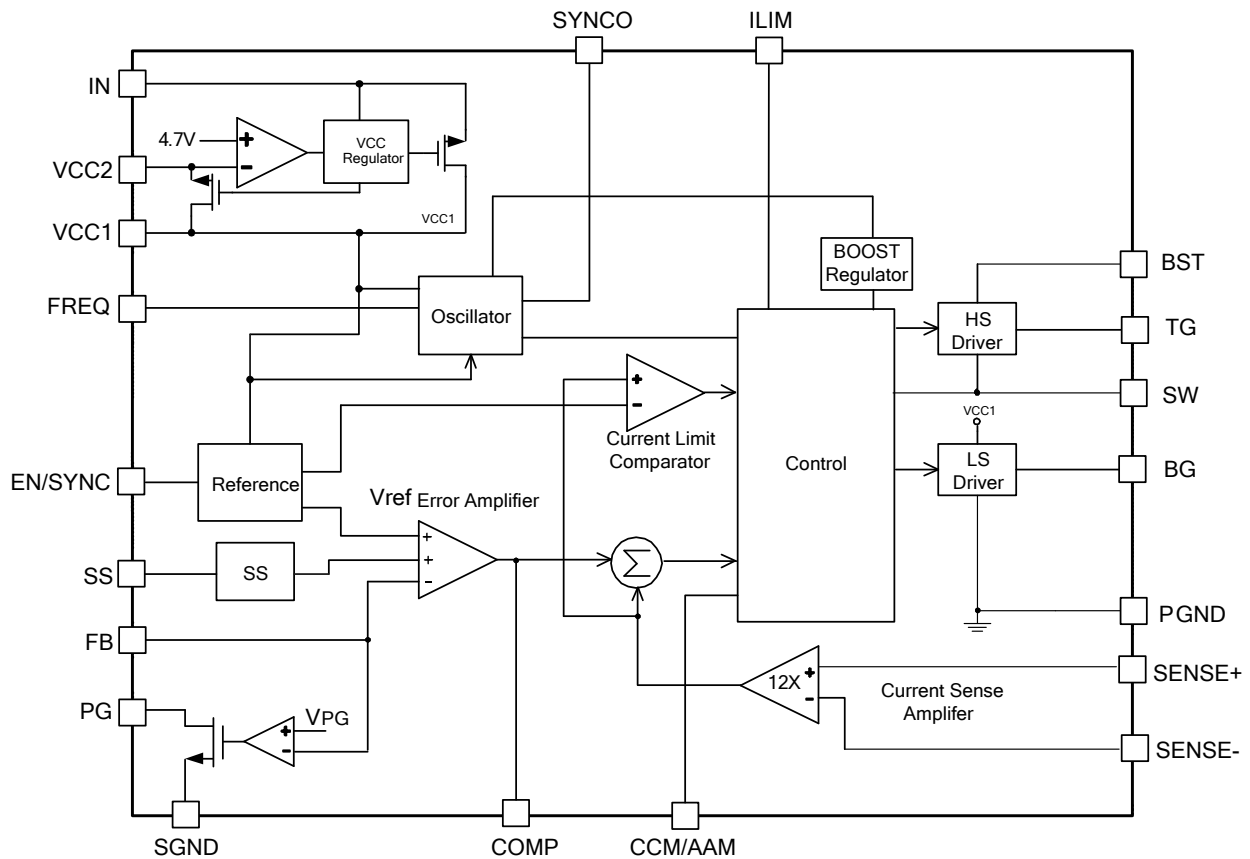 SYNCO
ILIM
IN
4.7V
+
-
VCC
Regulator
VCC2
VCC1
VCC1
BOOST
Regulator
BST
FREQ
Oscillator
HS
Driver
TG
+
-
SW
VCC1
Current Limit
Comparator
Control
LS
Driver
BG
EN/SYNC
Reference
Vref Error Amplifier
+
+
-
SS
SS
Σ
PGND
FB
12X
+
-
SENSE+
Current Sense
Amplifer
PG
VPG
+
-
SENSE-
SGND
COMP
CCM/AAM